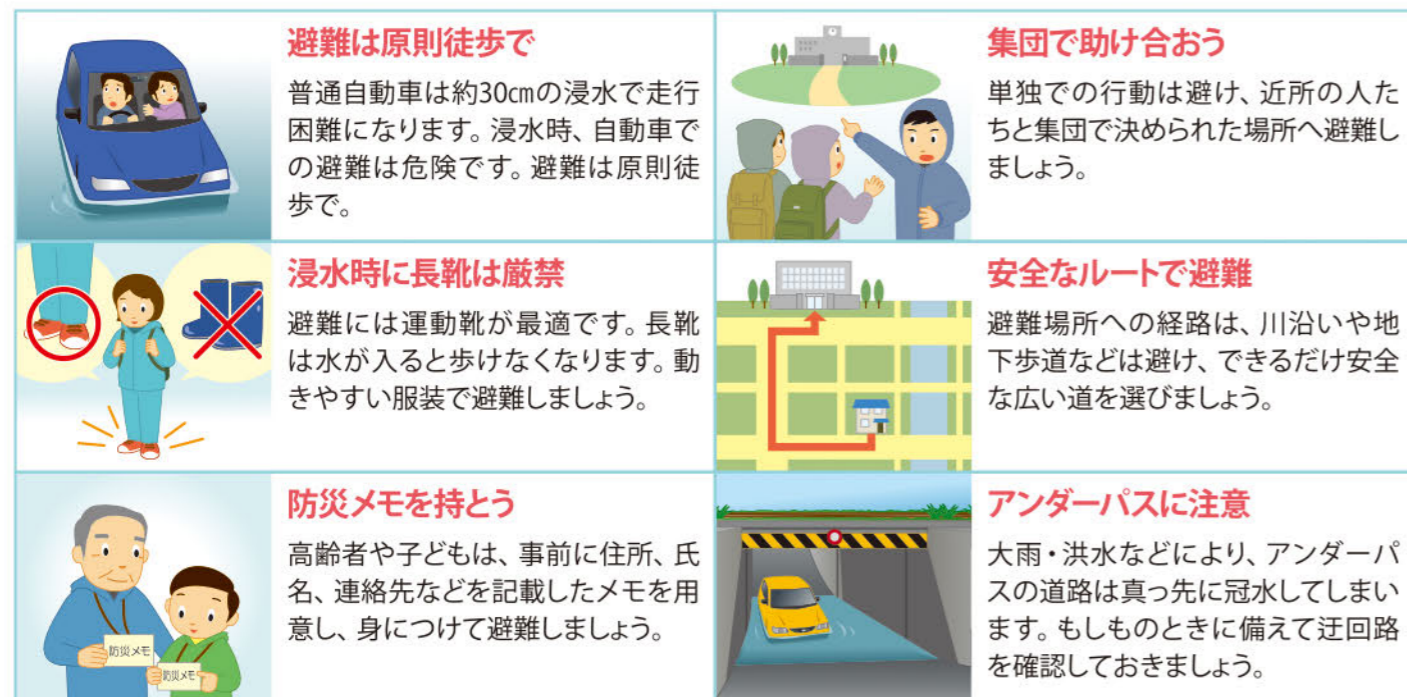 避難は原則徒歩で
普通自動車は約30㎝の浸水で走行
困難になります。浸水時、自動車で
の避難は危険です。避難は原則徒
歩で。
集団で助け合おう
単独での行動は避け、近所の人た
ちと集団で決められた場所へ避難し
ましょう。
浸水時に長靴は厳禁
避難には運動靴が最適です。長靴
は水が入ると歩けなくなります。動
きやすい服装で避難しましょう。
安全なルートで避難
避難場所への経路は、川沿いや地
下歩道などは避け、できるだけ安全
な広い道を選びましょう。
防災メモを持とう
高齢者や子どもは、事前に住所、氏
名、連絡先などを記載したメモを用
意し、身につけて避難しましょう。
防災メモ
防災メモ
アンダーパスに注意
大雨・洪水などにより、アンダーパ
スの道路は真っ先に冠水してしまい
ます。もしものときに備えて迂回路
を確認しておきましょう。